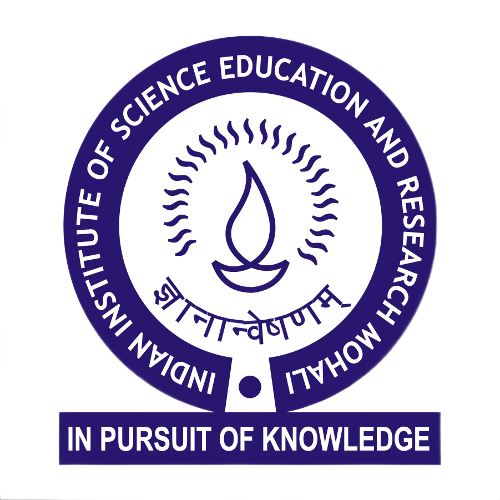 INDIAN INSTITUTE OF SCIENCE EDUCATION AND RESEARCH MOHALI
ज्ञानान्वेषणम्
IN PURSUIT OF KNOWLEDGE